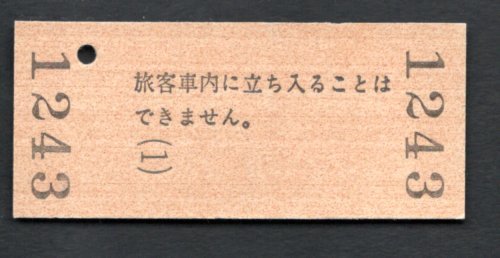 1243
旅客車内に立ち入ることは
できません。
(1)
1243